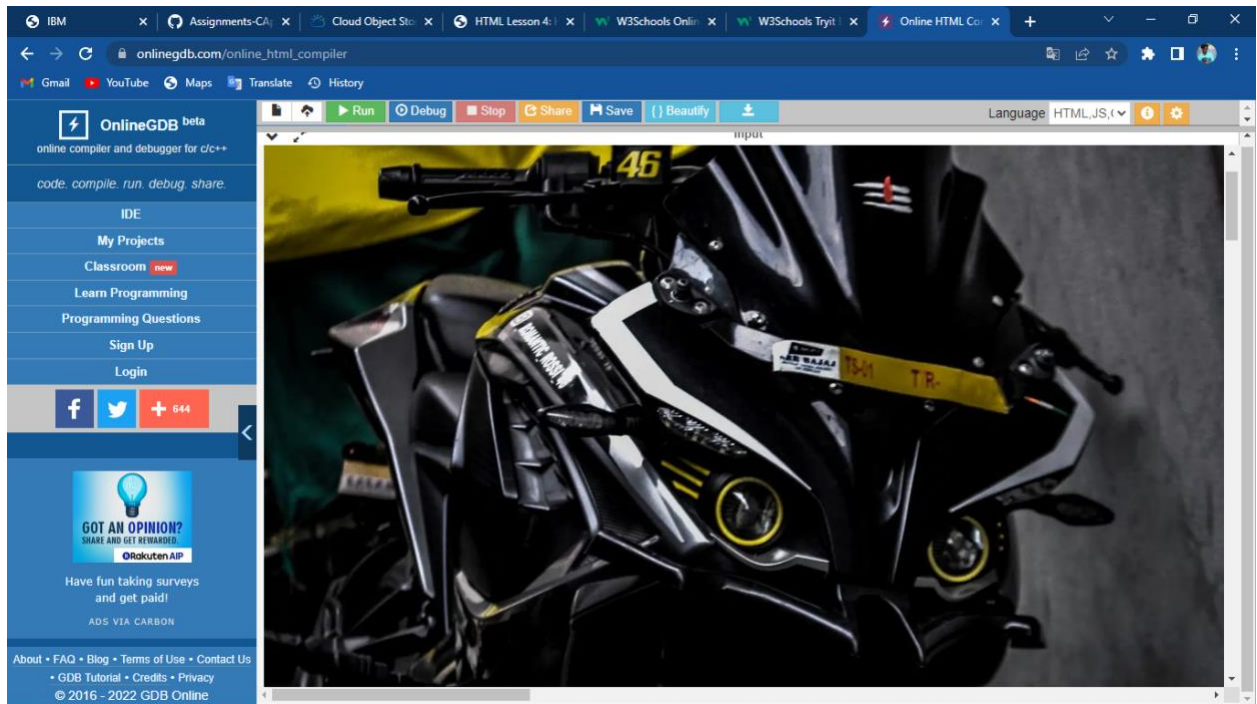 IBM
Assignments-CA
Cloud Object Sto
HTML Lesson 4:
W3Schools Onlin
W3Schools Tryit
Online HTML Co
onlinegdb.com/online_html_compiler
Gmail YouTube Maps Translate History
OnlineGDB beta
online compiler and debugger for c/c++
code. compile. run. debug. share.
IDE
My Projects
Classroom new
Learn Programming
Programming Questions
Sign Up
Login
f + 644
GOT AN OPINION?
SHARE AND GET REWARDED.
Rakuten AIP
Have fun taking surveys
and get paid!
ADS VIA CARBON
About • FAQ • Blog • Terms of Use • Contact Us
• GDB Tutorial • Credits • Privacy
© 2016 - 2022 GDB Online
Run Debug Stop Share Save { } Beautify
Language HTML,JS,(
input
46
TR-